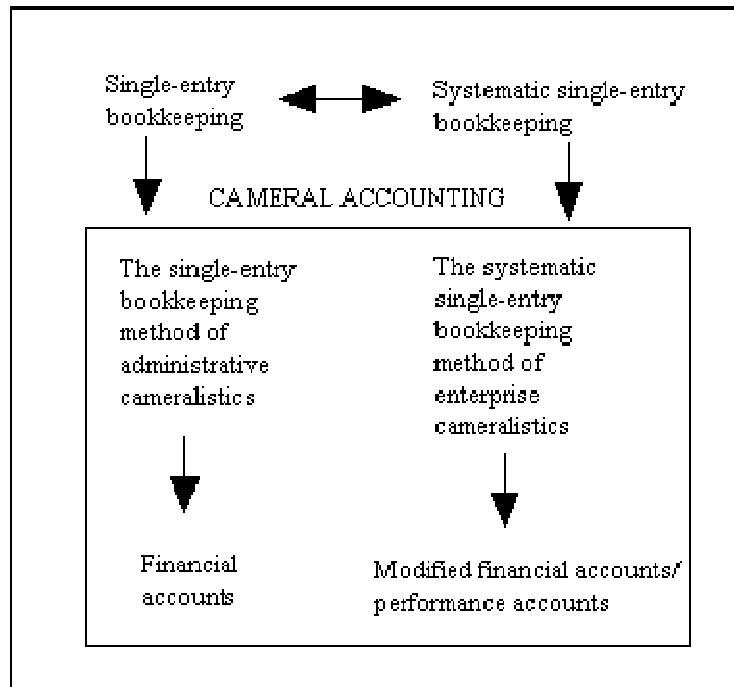 Single-entry
bookkeeping
Systematic single-entry
bookkeeping
CAMERAL ACCOUNTING
The single-entry
bookkeeping
method of
administrative
cameralistics
The systematic
single-entry
bookkeeping
method of
enterprise
cameralistics
Financial
accounts
Modified financial accounts/
performance accounts